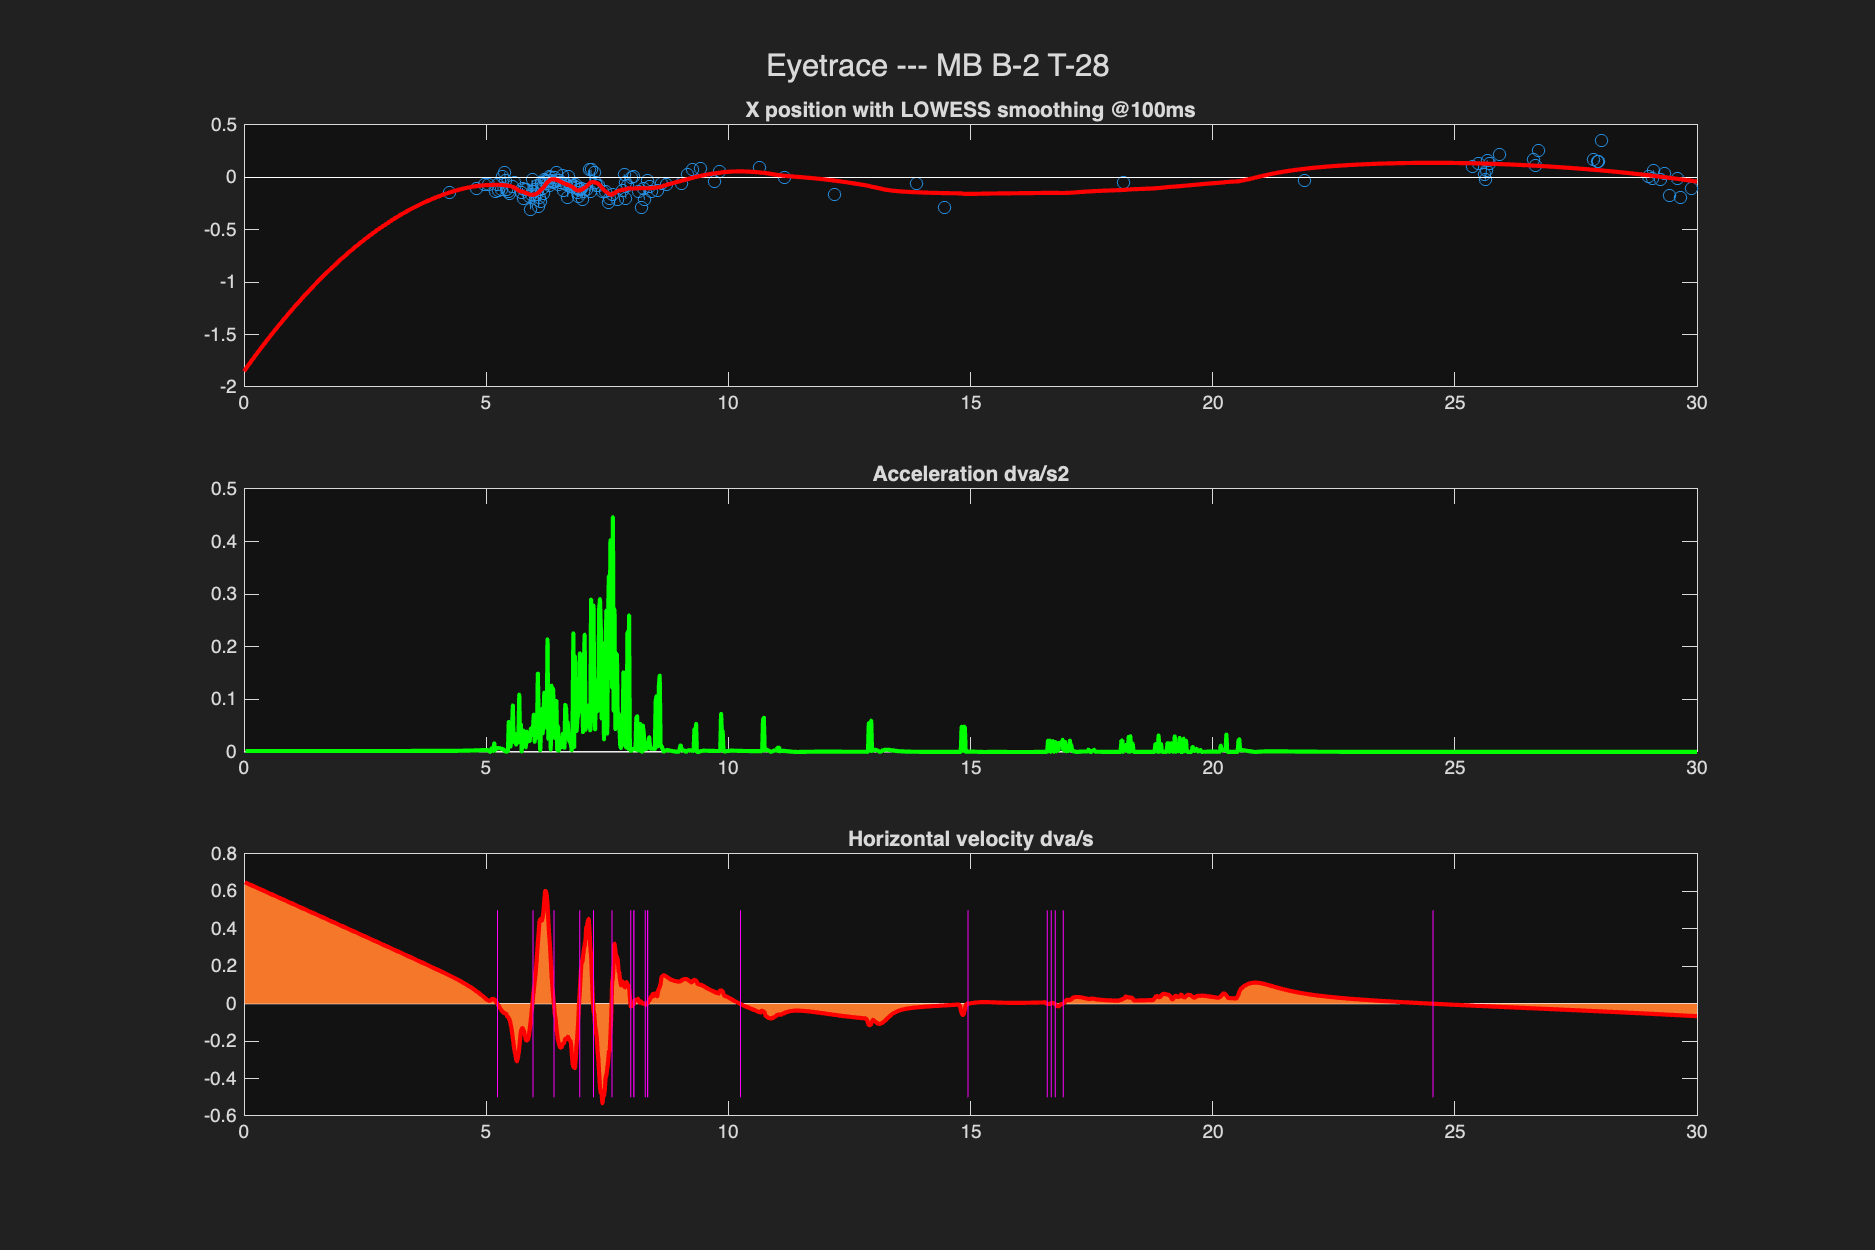 Eyetrace --- MB B-2 T-28
X position with LOWESS smoothing @100ms
0.5
0
-0.5
-1
-1.5
-2
0 5 10 15 20 25 30
Acceleration dva/s2
0.5
0.4
0.3
0.2
0.1
0
0 5 10 15 20 25 30
Horizontal velocity dva/s
0.8
0.6
0.4
0.2
0
-0.2
-0.4
-0.6
0 5 10 15 20 25 30